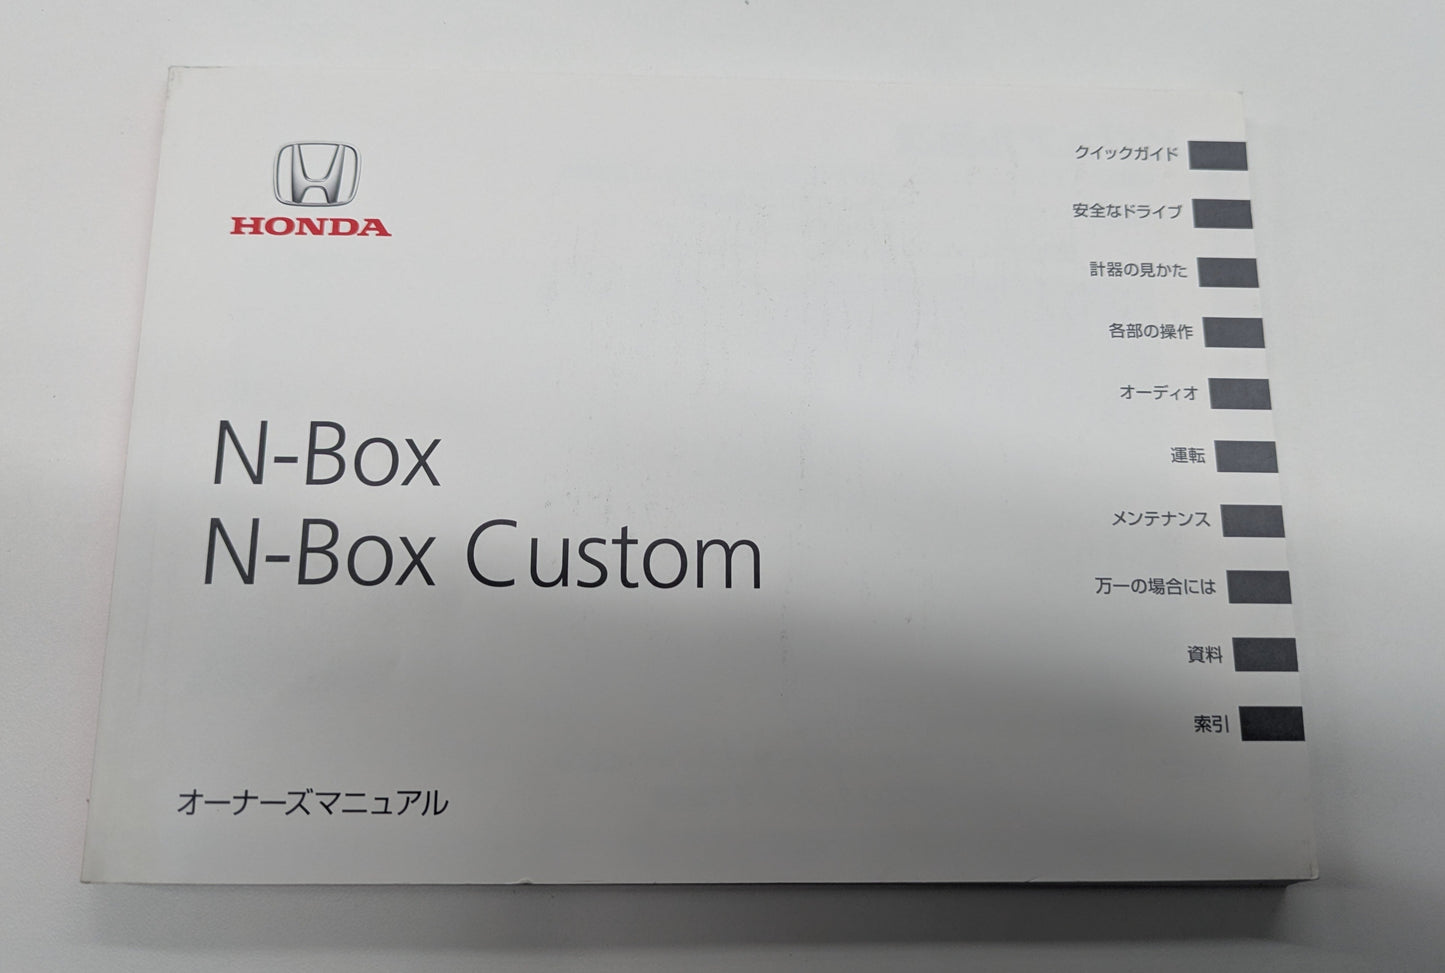 HONDA
N-Box
N-Box Custom
オーナーズマニュアル
クイックガイド
安全なドライブ
計器の見かた
各部の操作
オーディオ
運転
メンテナンス
万一の場合には
資料
索引